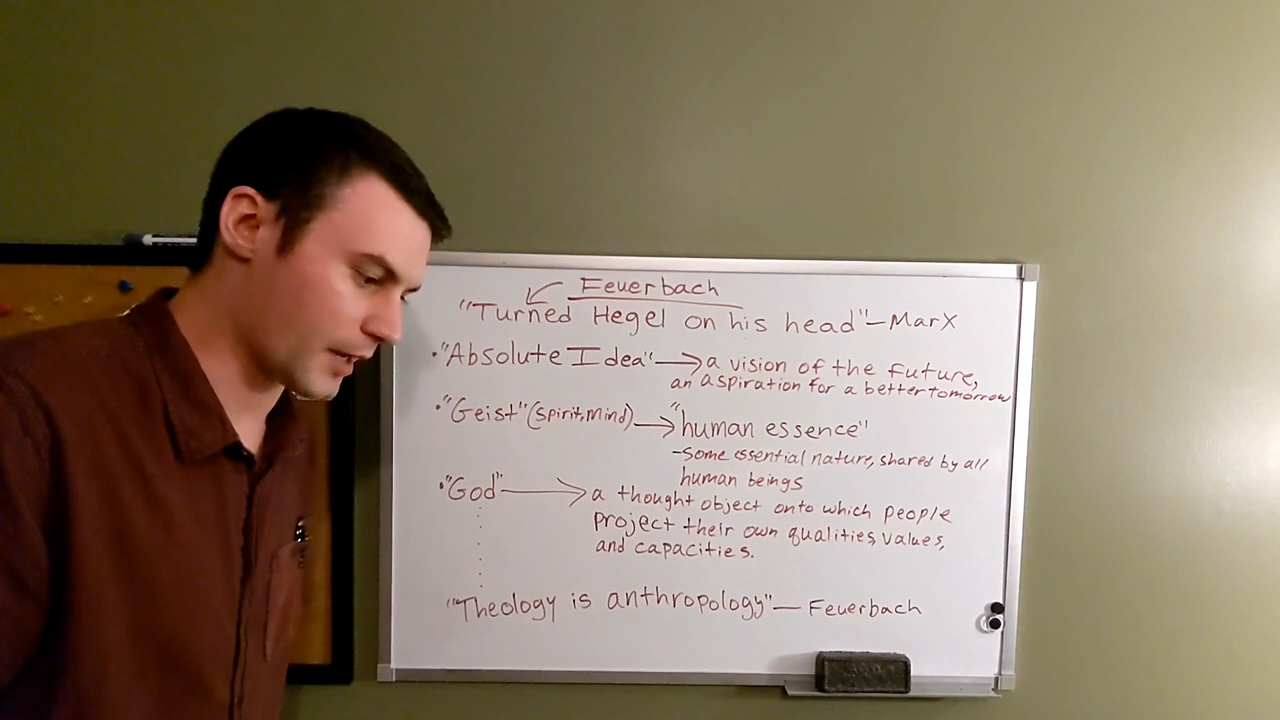 Feuerbach
"Turned Hegel on his head"—Marx
• "Absolute Idea" → a vision of the future,
an aspiration for a better tomorrow
• "Geist" (spirit, mind) → "human essence"
- some essential nature, shared by all
human beings
• "God" → a thought object onto which people
project their own qualities, values,
and capacities.
"Theology is anthropology" — Feuerbach